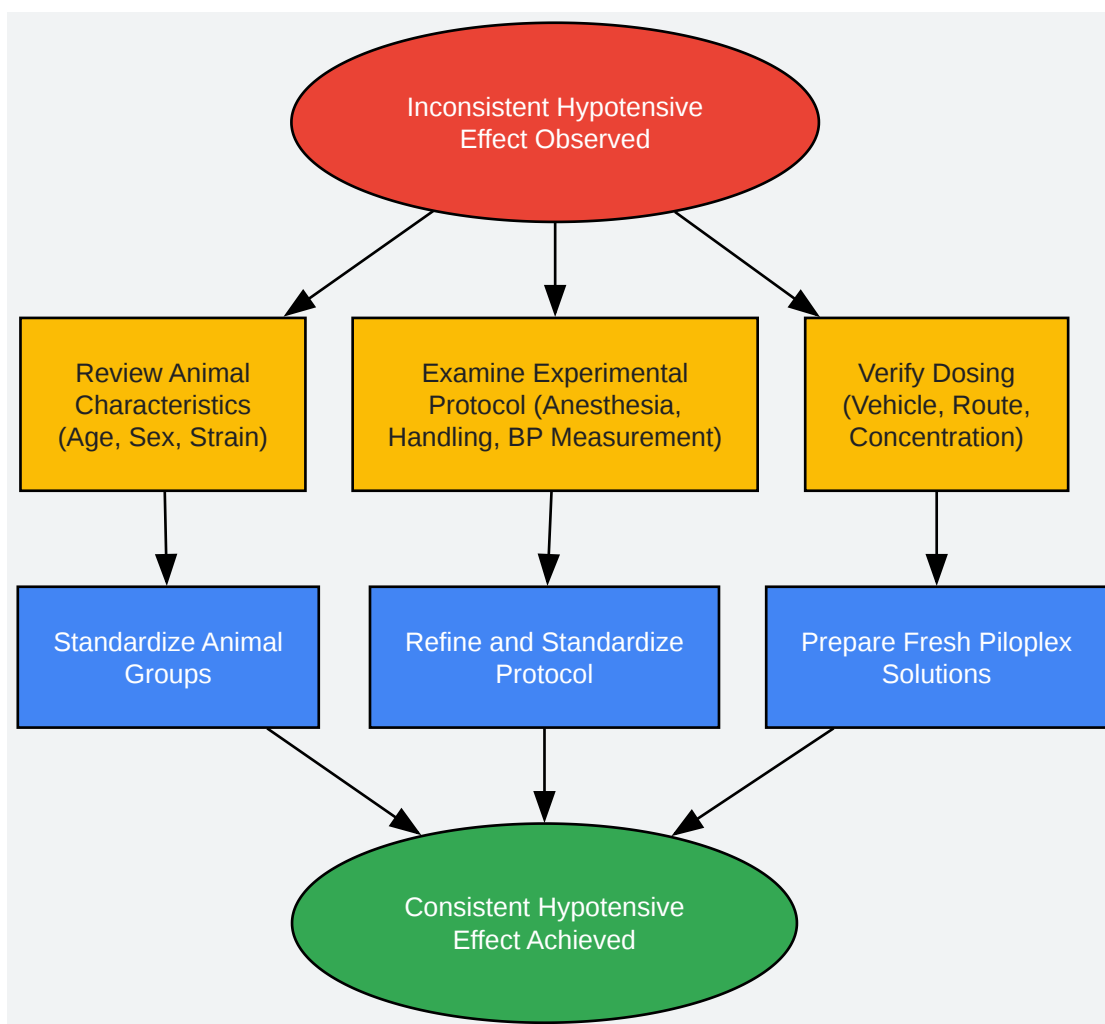 Inconsistent Hypotensive
Effect Observed
Review Animal
Characteristics
(Age, Sex, Strain)
Examine Experimental
Protocol (Anesthesia,
Handling, BP Measurement)
Verify Dosing
(Vehicle, Route,
Concentration)
Standardize Animal
Groups
Refine and Standardize
Protocol
Prepare Fresh Piloplex
Solutions
Consistent Hypotensive
Effect Achieved